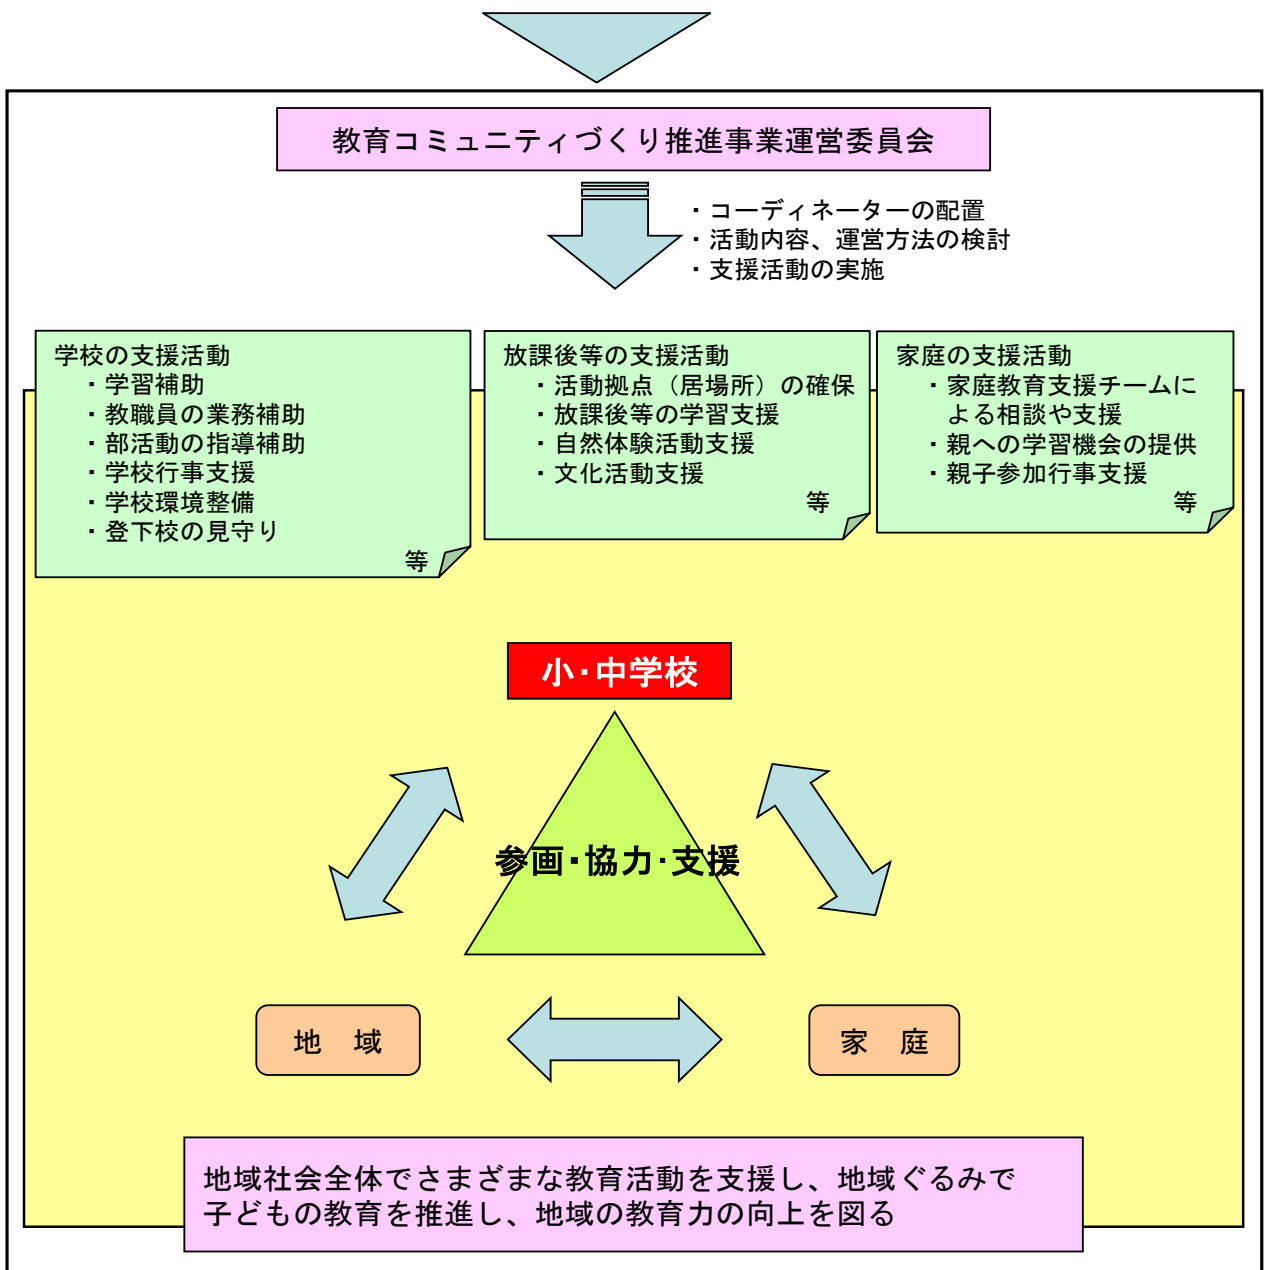 教育コミュニティづくり推進事業運営委員会
・コーディネーターの配置
・活動内容、運営方法の検討
・支援活動の実施
学校の支援活動
・学習補助
・教職員の業務補助
・部活動の指導補助
・学校行事支援
・学校環境整備
・登下校の見守り
等
放課後等の支援活動
・活動拠点（居場所）の確保
・放課後等の学習支援
・自然体験活動支援
・文化活動支援
等
家庭の支援活動
・家庭教育支援チームに
よる相談や支援
・親への学習機会の提供
・親子参加行事支援
等
小・中学校
参画・協力・支援
地　域
家　庭
地域社会全体でさまざまな教育活動を支援し、地域ぐるみで
子どもの教育を推進し、地域の教育力の向上を図る